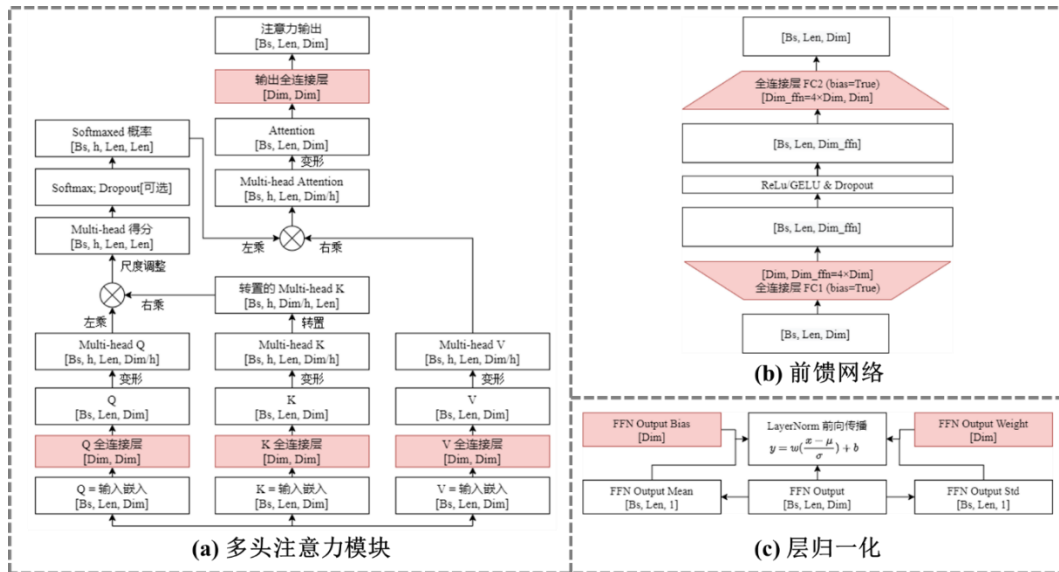 注意力输出
[Bs, Len, Dim]
输出全连接层
[Dim, Dim]
Softmaxed 概率
[Bs, h, Len, Len]
Attention
[Bs, Len, Dim]
变形
Softmax; Dropout[可选]
Multi-head Attention
[Bs, h, Len, Dim/h]
Multi-head 得分
[Bs, h, Len, Len]
左乘
右乘
尺度调整
转置的 Multi-head K
[Bs, h, Dim/h, Len]
右乘
左乘
转置
Multi-head Q
[Bs, h, Len, Dim/h]
Multi-head K
[Bs, h, Len, Dim/h]
Multi-head V
[Bs, h, Len, Dim/h]
变形
变形
变形
Q
[Bs, Len, Dim]
K
[Bs, Len, Dim]
V
[Bs, Len, Dim]
Q 全连接层
[Dim, Dim]
K 全连接层
[Dim, Dim]
V 全连接层
[Dim, Dim]
Q = 输入嵌入
[Bs, Len, Dim]
K = 输入嵌入
[Bs, Len, Dim]
V = 输入嵌入
[Bs, Len, Dim]
(a) 多头注意力模块
[Bs, Len, Dim]
全连接层 FC2 (bias=True)
[Dim_ffn=4×Dim, Dim]
[Bs, Len, Dim_ffn]
ReLu/GELU & Dropout
[Bs, Len, Dim_ffn]
[Dim, Dim_ffn=4×Dim]
全连接层 FC1 (bias=True)
[Bs, Len, Dim]
(b) 前馈网络
FFN Output Bias
[Dim]
LayerNorm 前向传播
y = w(x − μ / σ) + b
FFN Output Weight
[Dim]
FFN Output Mean
[Bs, Len, 1]
FFN Output
[Bs, Len, Dim]
FFN Output Std
[Bs, Len, 1]
(c) 层归一化